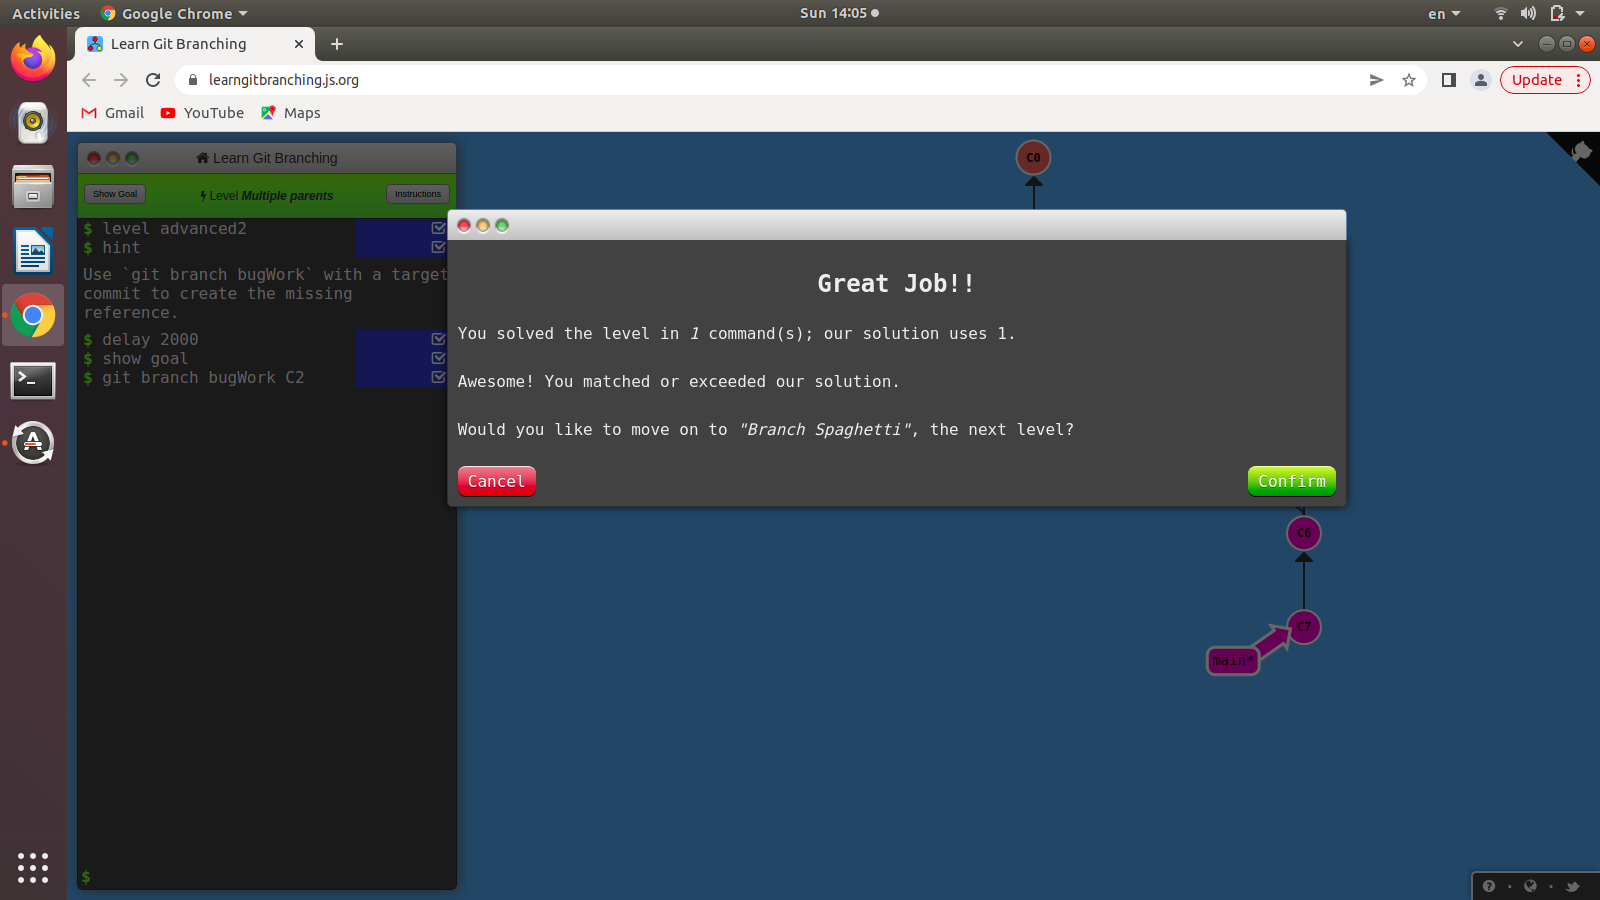 Activities
Google Chrome
Sun 14:05
en
Learn Git Branching
learngitbranching.js.org
Update
Gmail
YouTube
Maps
Learn Git Branching
Show Goal
Level Multiple parents
Instructions
$ level advanced2
$ hint
Use `git branch bugWork` with a target
commit to create the missing
reference.
$ delay 2000
$ show goal
$ git branch bugWork C2
$
C0
Great Job!!
You solved the level in 1 command(s); our solution uses 1.
Awesome! You matched or exceeded our solution.
Would you like to move on to "Branch Spaghetti", the next level?
Cancel
Confirm
C6
C7
main*